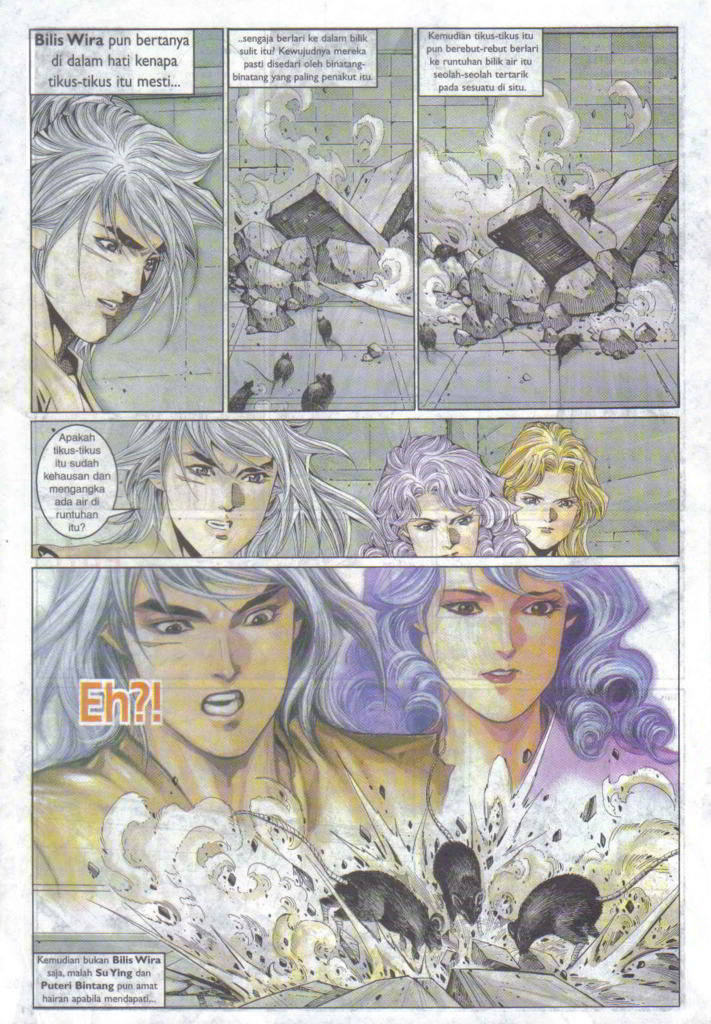 Bilis Wira pun bertanya
di dalam hati kenapa
tikus-tikus itu mesti...
..sengaja berlari ke dalam bilik
sulit itu? Kewujudnya mereka
pasti disedari oleh binatang-
binatang yang paling penakut itu.
Kemudian tikus-tikus itu
pun berebut-rebut berlari
ke runtuhan bilik air itu
seolah-seolah tertarik
pada sesuatu di situ.
Apakah
tikus-tikus
itu sudah
kehausan dan
mengangka
ada air di
runtuhan
itu?
Eh?!
Kemudian bukan Bilis Wira
saja, malah Su Ying dan
Puteri Bintang pun amat
hairan apabila mendapati...